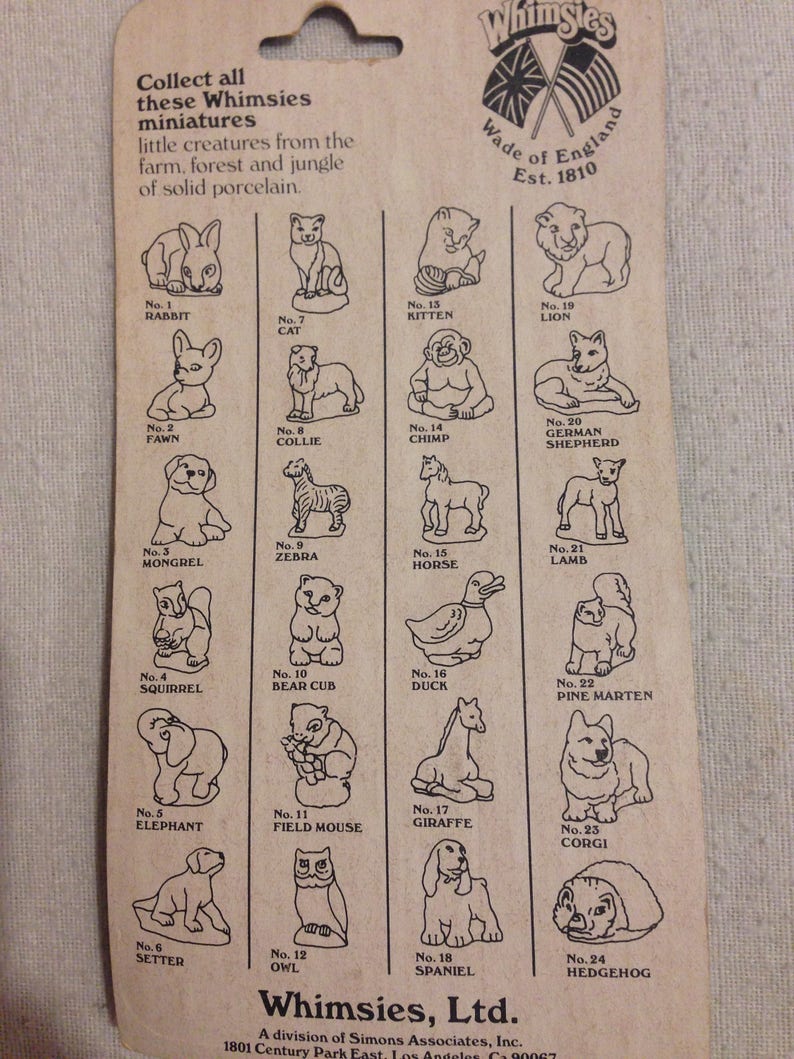 Collect all
these Whimsies
miniatures
little creatures from the
farm, forest and jungle
of solid porcelain.
Whimsies
Wade of England
Est. 1810
No. 1
RABBIT
No. 2
FAWN
No. 3
MONGREL
No. 4
SQUIRREL
No. 5
ELEPHANT
No. 6
SETTER
No. 7
CAT
No. 8
COLLIE
No. 9
ZEBRA
No. 10
BEAR CUB
No. 11
FIELD MOUSE
No. 12
OWL
No. 13
KITTEN
No. 14
CHIMP
No. 15
HORSE
No. 16
DUCK
No. 17
GIRAFFE
No. 18
SPANIEL
No. 19
LION
No. 20
GERMAN
SHEPHERD
No. 21
LAMB
No. 22
PINE MARTEN
No. 23
CORGI
No. 24
HEDGEHOG
Whimsies, Ltd.
A division of Simons Associates, Inc.
1801 Century Park East, Los Angeles, Ca 90067